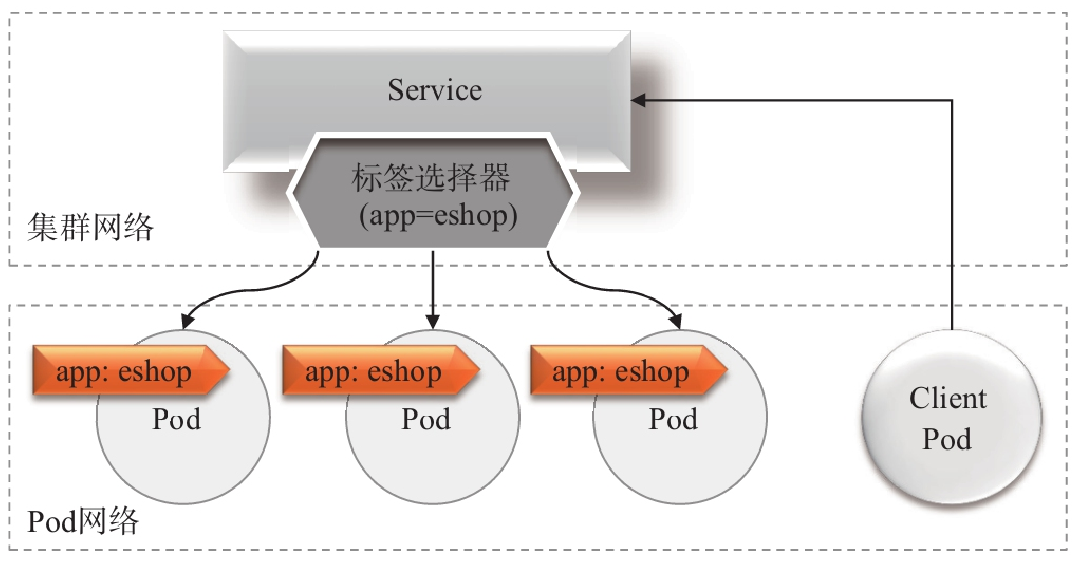 Service
标签选择器
(app=eshop)
集群网络
app: eshop
Pod
app: eshop
Pod
app: eshop
Pod
Client
Pod
Pod网络